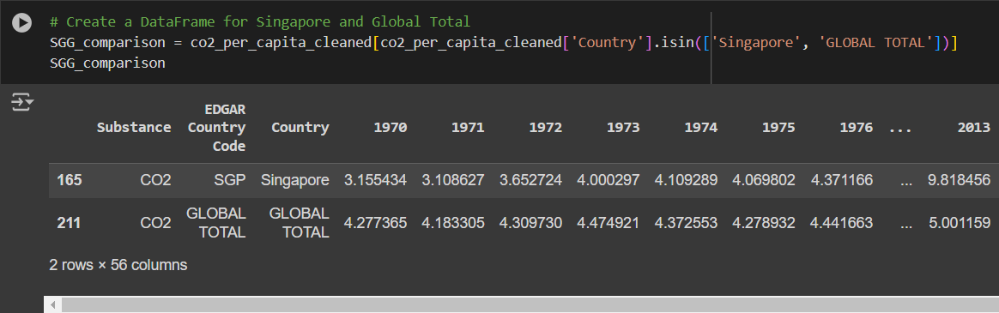 # Create a DataFrame for Singapore and Global Total
SGG_comparison = co2_per_capita_cleaned[co2_per_capita_cleaned['Country'].isin(['Singapore', 'GLOBAL TOTAL'])]
SGG_comparison
Substance EDGAR Country Code Country 1970 1971 1972 1973 1974 1975 1976 ... 2013
165 CO2 SGP Singapore 3.155434 3.108627 3.652724 4.000297 4.109289 4.069802 4.371166 ... 9.818456
211 CO2 GLOBAL TOTAL GLOBAL TOTAL 4.277365 4.183305 4.309730 4.474921 4.372553 4.278932 4.441663 ... 5.001159
2 rows × 56 columns